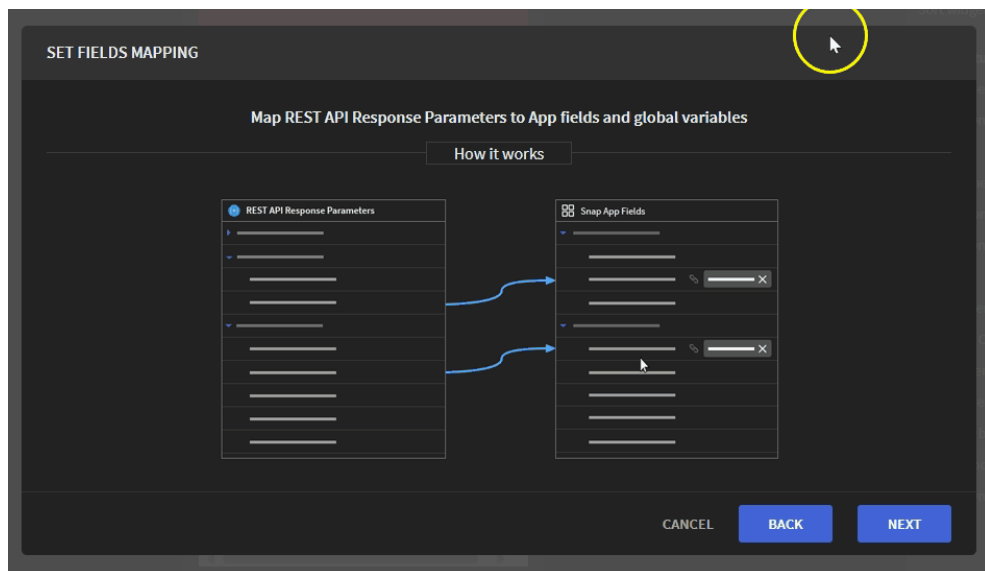 SET FIELDS MAPPING
Map REST API Response Parameters to App fields and global variables
How it works
REST API Response Parameters
Snap App Fields
CANCEL
BACK
NEXT